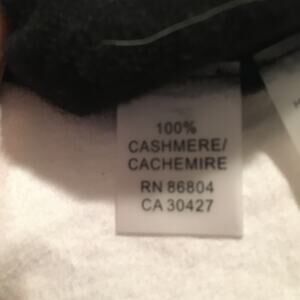 100%
CASHMERE/
CACHEMIRE
RN 86804
CA 30427